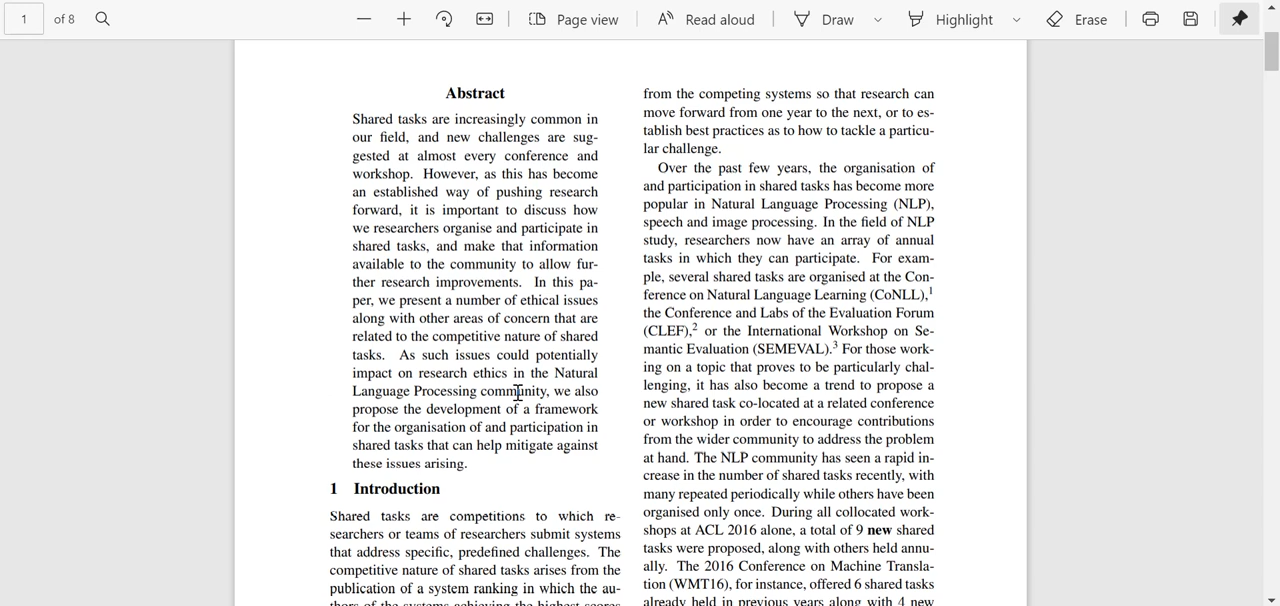 1 of 8 Page view Read aloud Draw Highlight Erase
Abstract
Shared tasks are increasingly common in
our field, and new challenges are sug-
gested at almost every conference and
workshop. However, as this has become
an established way of pushing research
forward, it is important to discuss how
we researchers organise and participate in
shared tasks, and make that information
available to the community to allow fur-
ther research improvements. In this pa-
per, we present a number of ethical issues
along with other areas of concern that are
related to the competitive nature of shared
tasks. As such issues could potentially
impact on research ethics in the Natural
Language Processing community, we also
propose the development of a framework
for the organisation of and participation in
shared tasks that can help mitigate against
these issues arising.
1 Introduction
Shared tasks are competitions to which re-
searchers or teams of researchers submit systems
that address specific, predefined challenges. The
competitive nature of shared tasks arises from the
publication of a system ranking in which the au-
thors of the systems achieving the highest scores
from the competing systems so that research can
move forward from one year to the next, or to es-
tablish best practices as to how to tackle a particu-
lar challenge.
Over the past few years, the organisation of
and participation in shared tasks has become more
popular in Natural Language Processing (NLP),
speech and image processing. In the field of NLP
study, researchers now have an array of annual
tasks in which they can participate. For exam-
ple, several shared tasks are organised at the Con-
ference on Natural Language Learning (CoNLL),1
the Conference and Labs of the Evaluation Forum
(CLEF),2 or the International Workshop on Se-
mantic Evaluation (SEMEVAL).3 For those work-
ing on a topic that proves to be particularly chal-
lenging, it has also become a trend to propose a
new shared task co-located at a related conference
or workshop in order to encourage contributions
from the wider community to address the problem
at hand. The NLP community has seen a rapid in-
crease in the number of shared tasks recently, with
many repeated periodically while others have been
organised only once. During all collocated work-
shops at ACL 2016 alone, a total of 9 new shared
tasks were proposed, along with others held annu-
ally. The 2016 Conference on Machine Transla-
tion (WMT16), for instance, offered 6 shared tasks
already held in previous years along with 4 new